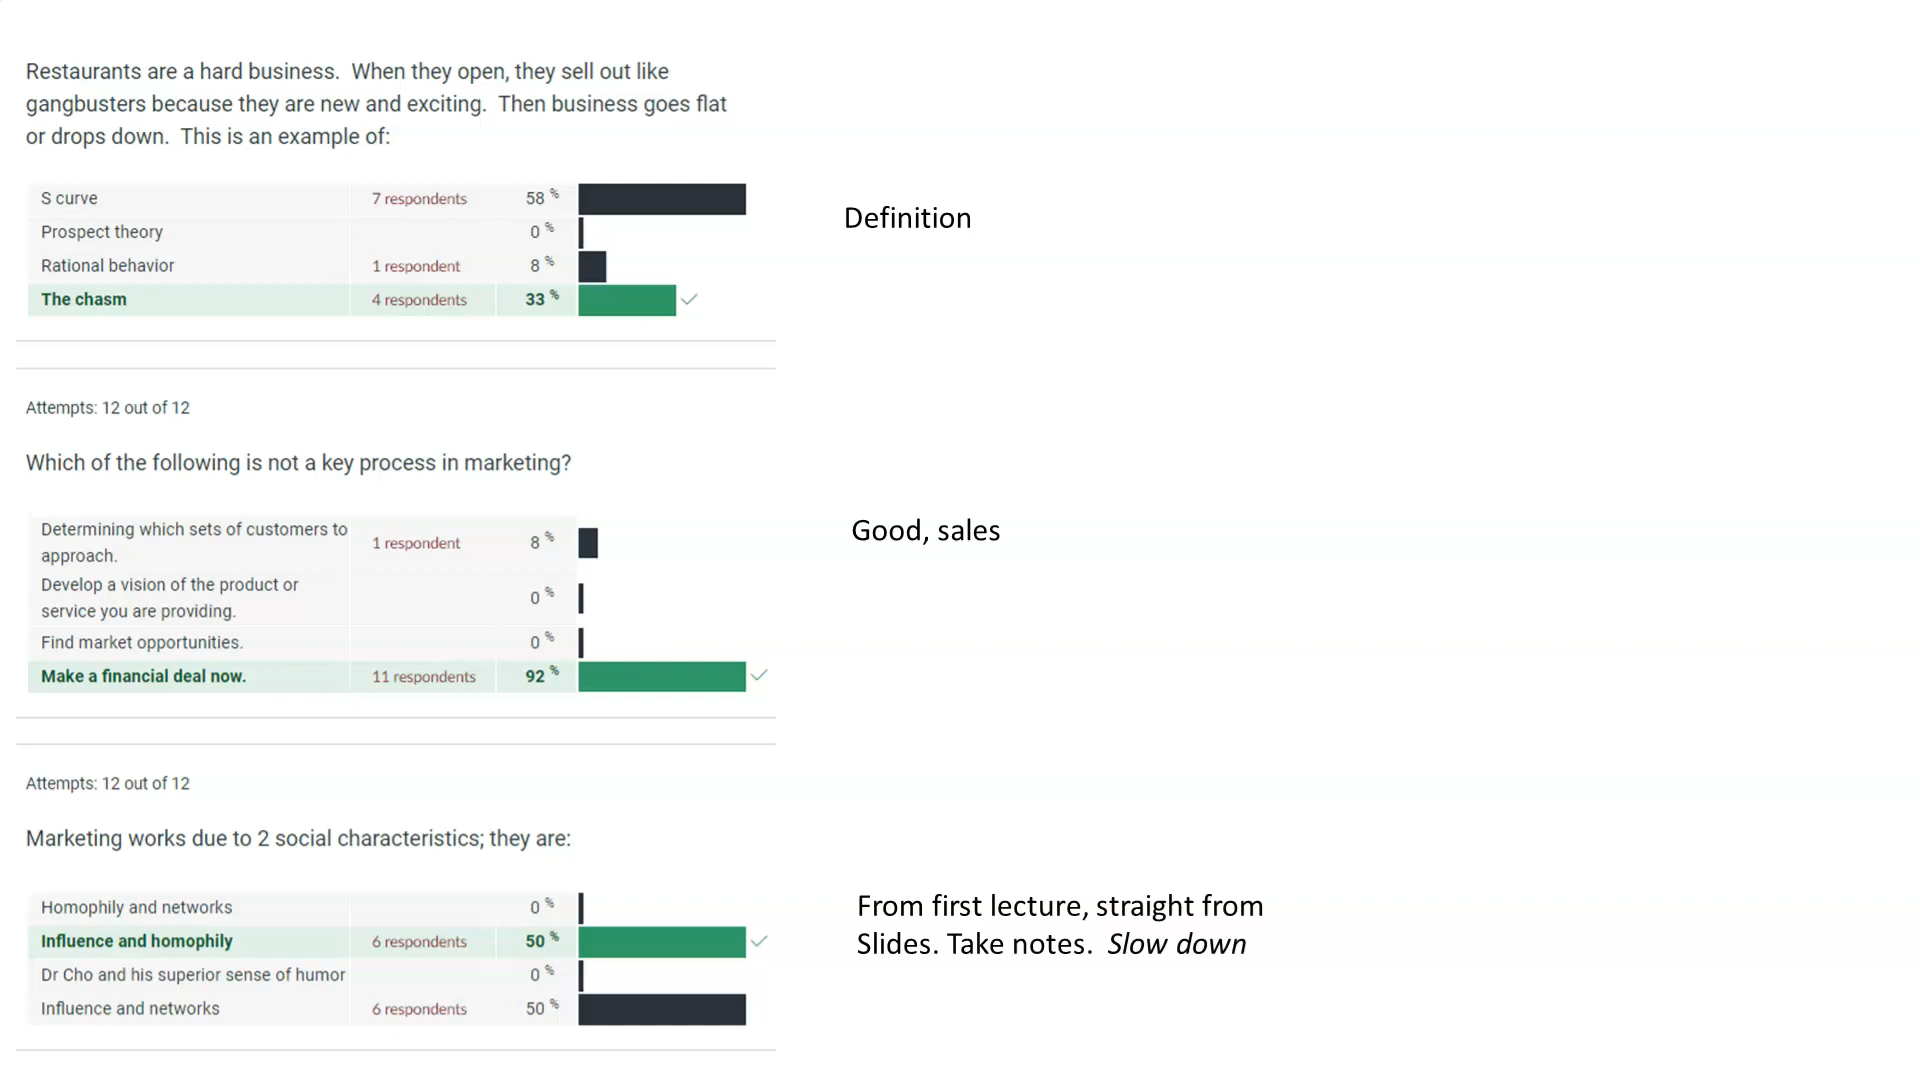 Restaurants are a hard business.  When they open, they sell out like
gangbusters because they are new and exciting.  Then business goes flat
or drops down.  This is an example of:
S curve 7 respondents 58 %
Prospect theory 0 %
Definition
Rational behavior 1 respondent 8 %
The chasm 4 respondents 33 %
Attempts: 12 out of 12
Which of the following is not a key process in marketing?
Determining which sets of customers to
approach. 1 respondent 8 %
Good, sales
Develop a vision of the product or
service you are providing. 0 %
Find market opportunities. 0 %
Make a financial deal now. 11 respondents 92 %
Attempts: 12 out of 12
Marketing works due to 2 social characteristics; they are:
Homophily and networks 0 %
Influence and homophily 6 respondents 50 %
Dr Cho and his superior sense of humor 0 %
Influence and networks 6 respondents 50 %
From first lecture, straight from
Slides. Take notes.  Slow down